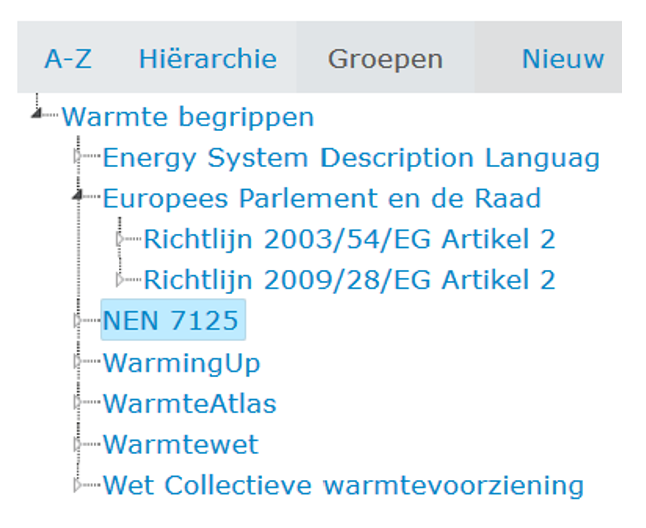 A-Z Hiërarchie Groepen Nieuw
Warmte begrippen
Energy System Description Languag
Europees Parlement en de Raad
Richtlijn 2003/54/EG Artikel 2
Richtlijn 2009/28/EG Artikel 2
NEN 7125
WarmingUp
WarmteAtlas
Warmtewet
Wet Collectieve warmtevoorziening